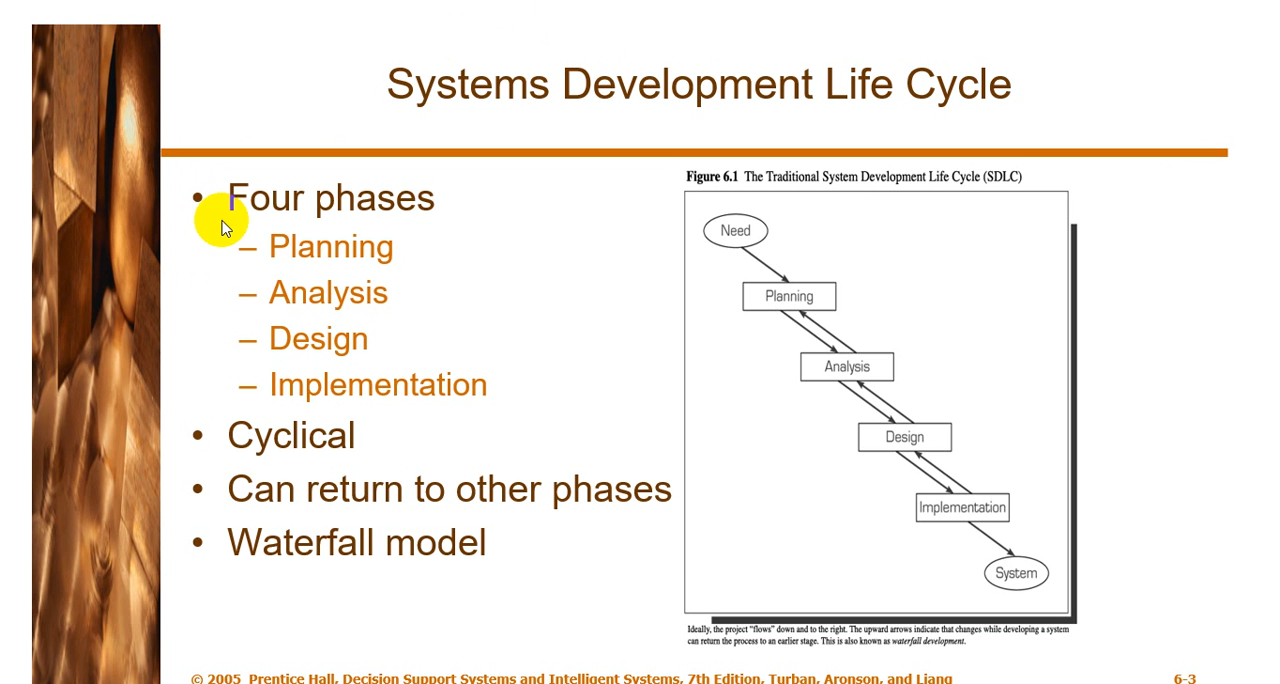 Systems Development Life Cycle
• Four phases
– Planning
– Analysis
– Design
– Implementation
• Cyclical
• Can return to other phases
• Waterfall model
Figure 6.1 The Traditional System Development Life Cycle (SDLC)
Need
Planning
Analysis
Design
Implementation
System
Ideally, the project "flows" down and to the right. The upward arrows indicate that changes while developing a system
can return the process to an earlier stage. This is also known as waterfall development.
© 2005 Prentice Hall, Decision Support Systems and Intelligent Systems, 7th Edition, Turban, Aronson, and Liang
6-3